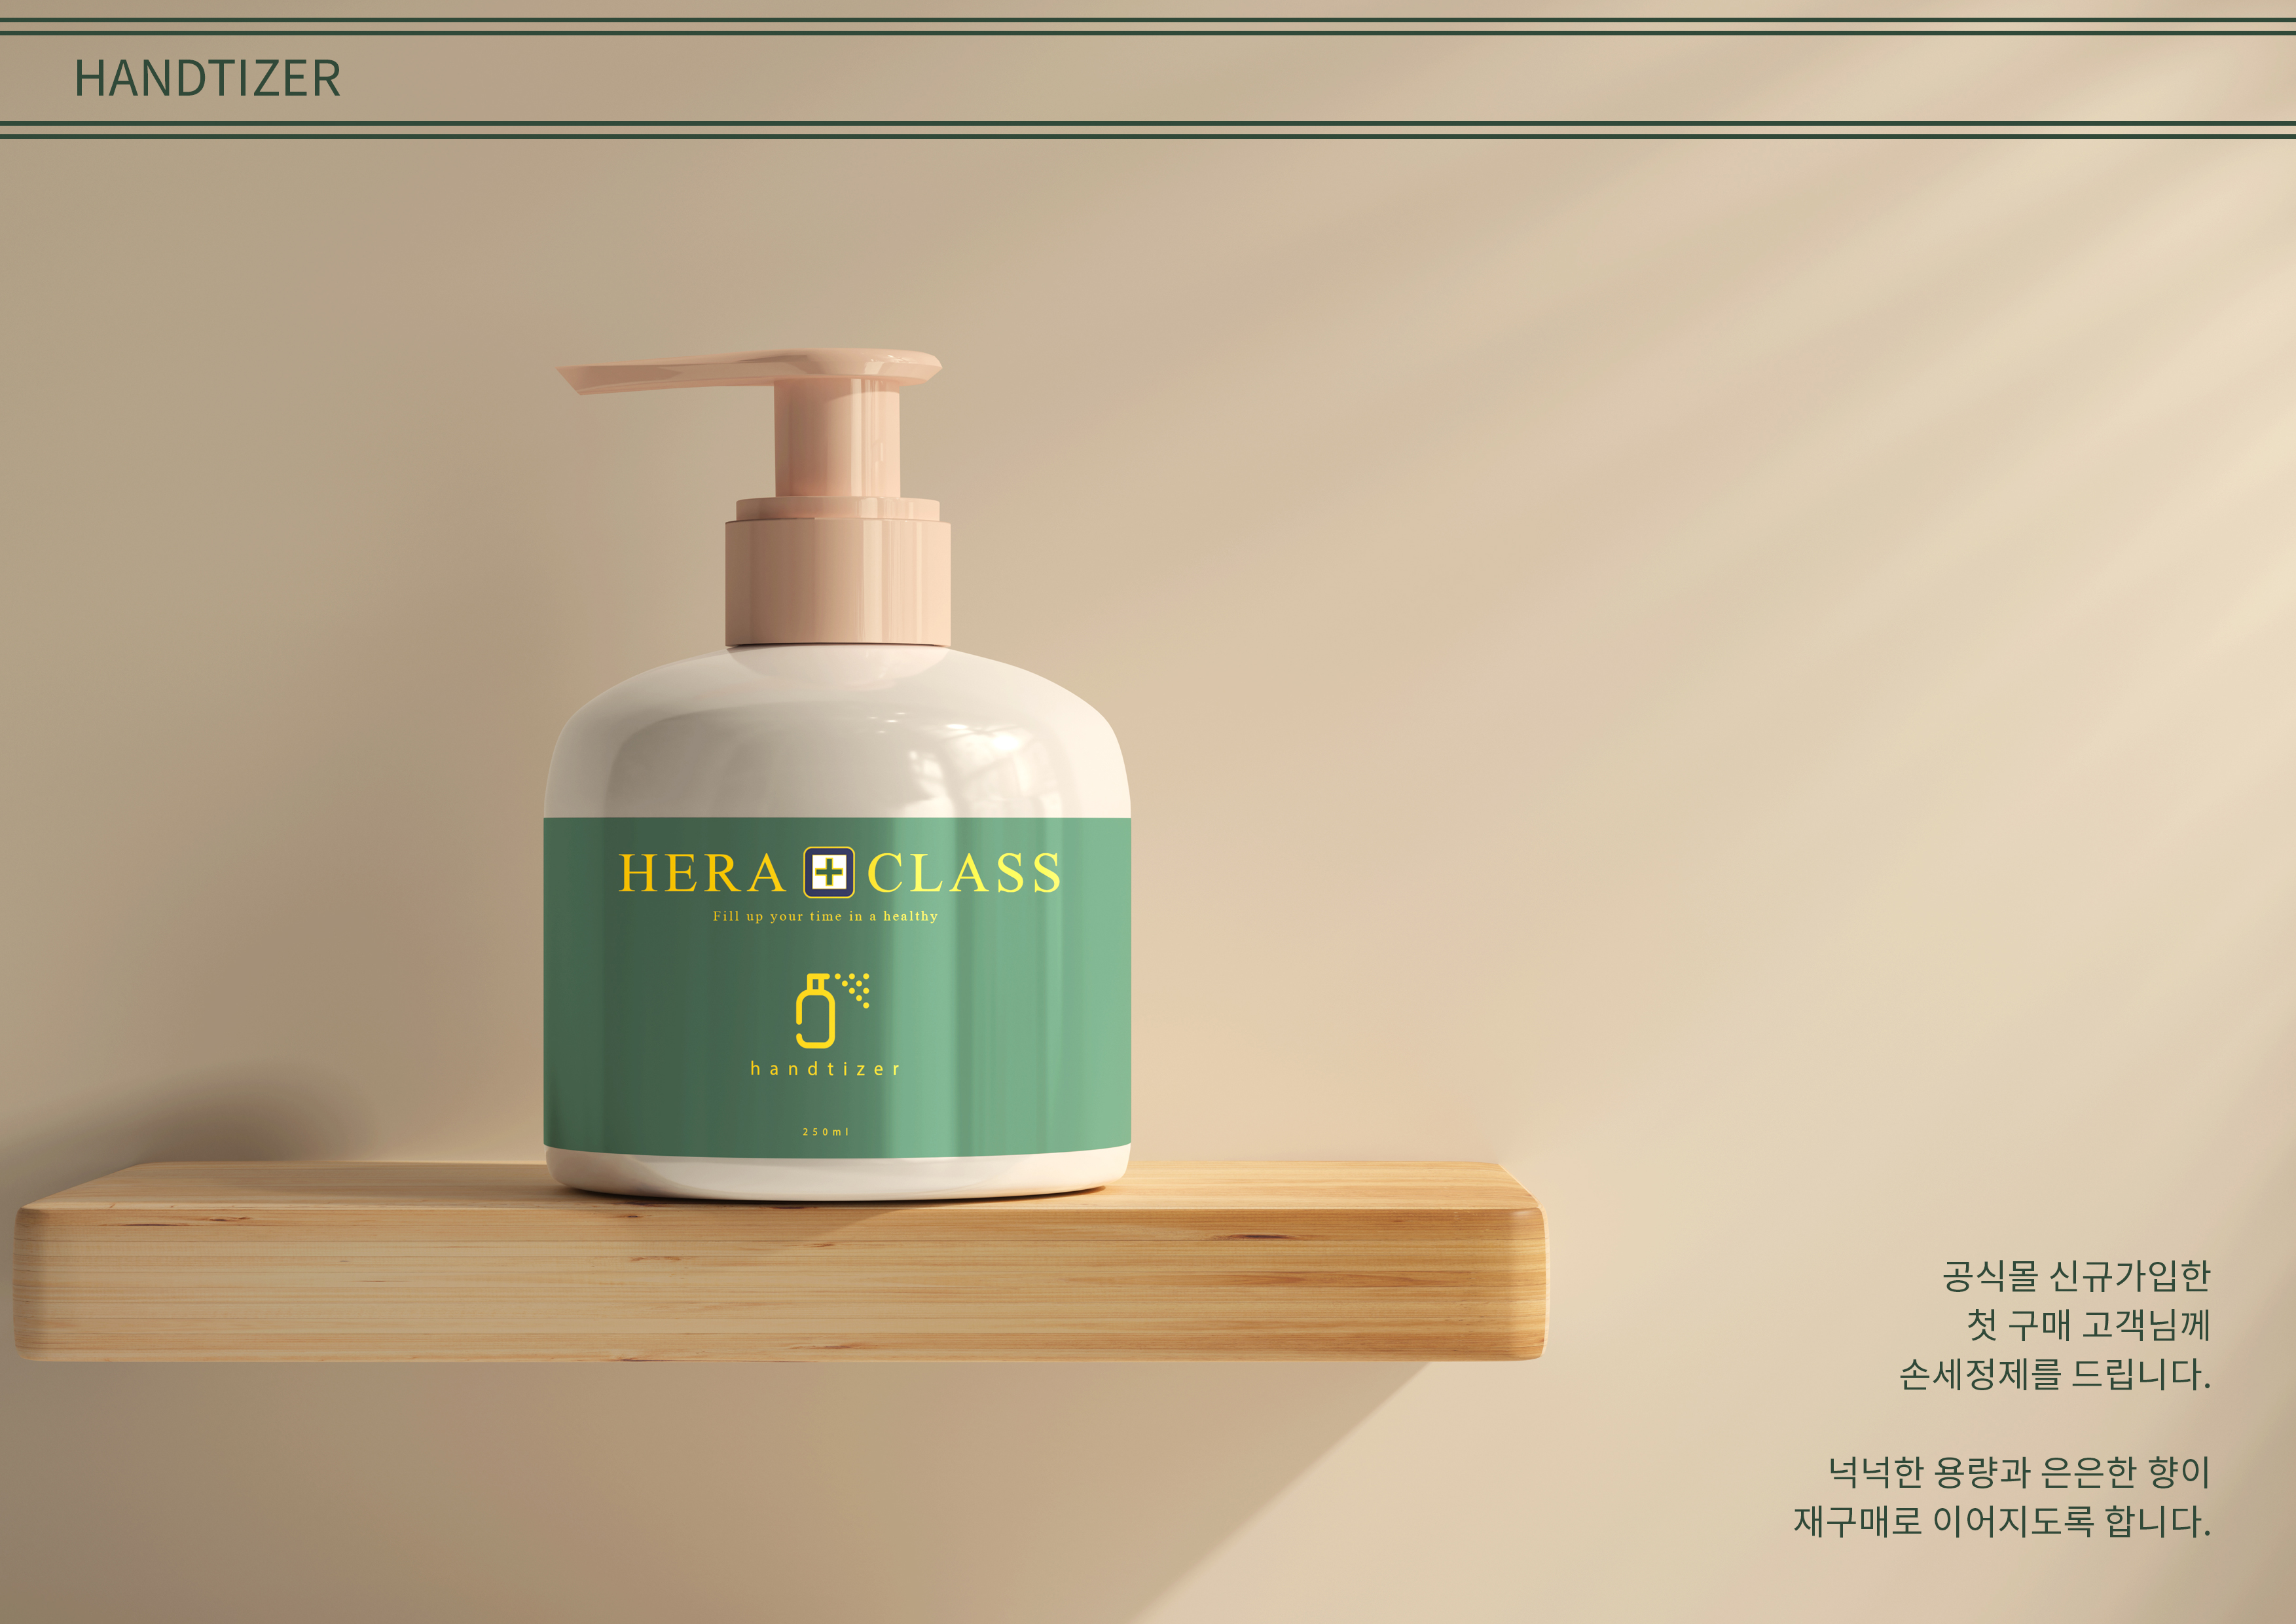 HANDTIZER
HERA CLASS
Fill up your time in a healthy
handtizer
250ml
공식몰 신규가입한
첫 구매 고객님께
손세정제를 드립니다.
넉넉한 용량과 은은한 향이
재구매로 이어지도록 합니다.